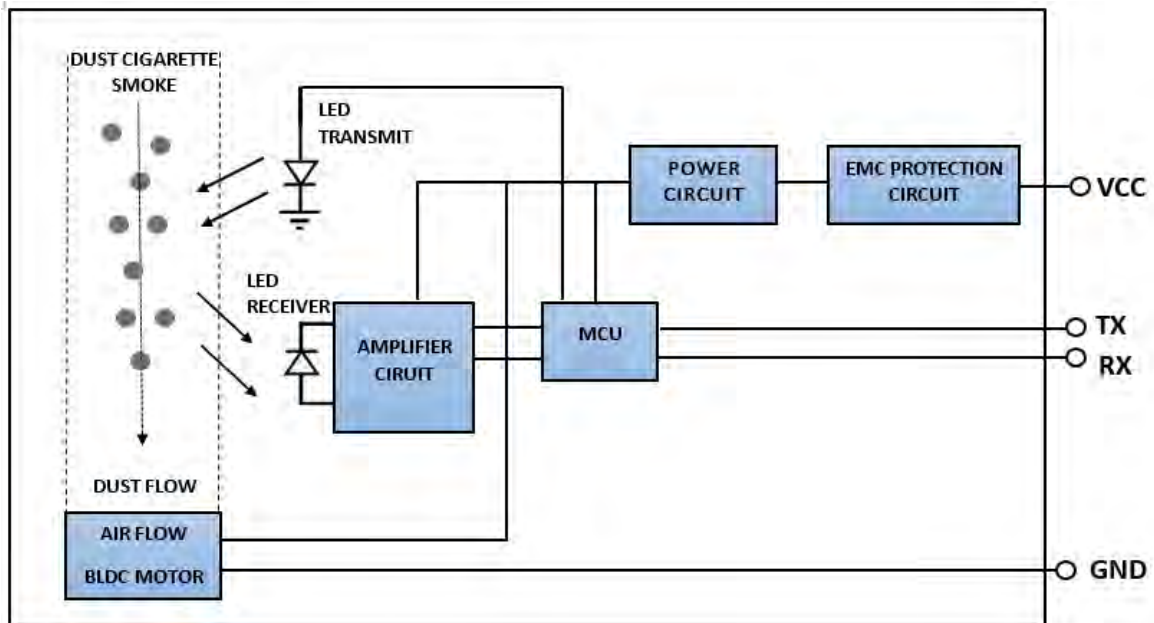 DUST CIGARETTE
SMOKE
LED
TRANSMIT
POWER
CIRCUIT
EMC PROTECTION
CIRCUIT
VCC
LED
RECEIVER
AMPLIFIER
CIRUIT
MCU
TX
RX
DUST FLOW
AIR FLOW
BLDC MOTOR
GND